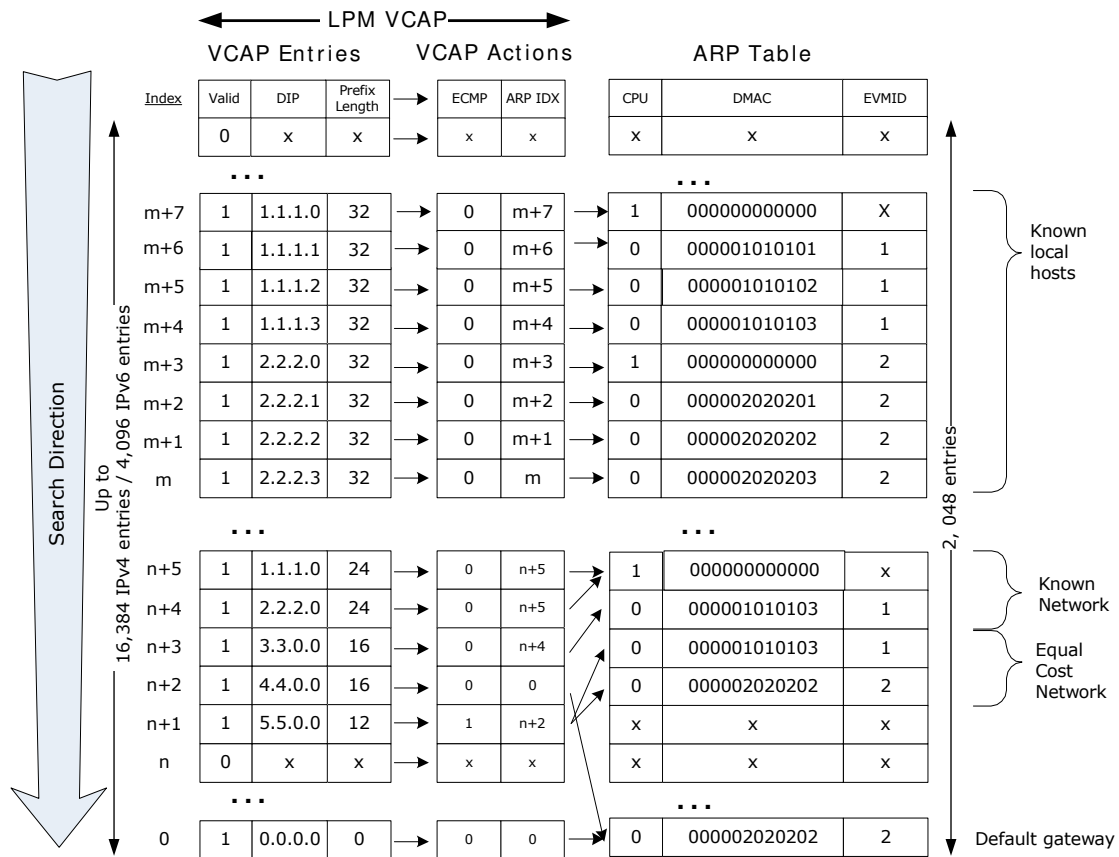 LPM VCAP
VCAP Entries VCAP Actions ARP Table
Index Valid DIP Prefix Length ECMP ARP IDX CPU DMAC EVMID
0 x x x x x x x
... ...
m+7 1 1.1.1.0 32 0 m+7 1 000000000000 X
m+6 1 1.1.1.1 32 0 m+6 0 000001010101 1
m+5 1 1.1.1.2 32 0 m+5 0 000001010102 1
m+4 1 1.1.1.3 32 0 m+4 0 000001010103 1
m+3 1 2.2.2.0 32 0 m+3 1 000000000000 2
m+2 1 2.2.2.1 32 0 m+2 0 000002020201 2
m+1 1 2.2.2.2 32 0 m+1 0 000002020202 2
m 1 2.2.2.3 32 0 m 0 000002020203 2
... ...
n+5 1 1.1.1.0 24 0 n+5 1 000000000000 x
n+4 1 2.2.2.0 24 0 n+5 0 000001010103 1
n+3 1 3.3.0.0 16 0 n+4 0 000001010103 1
n+2 1 4.4.0.0 16 0 0 0 000002020202 2
n+1 1 5.5.0.0 12 1 n+2 x x x
n 0 x x x x x x x
... ...
0 1 0.0.0.0 0 0 0 0 000002020202 2 Default gateway
Search Direction
Up to
16,384 IPv4 entries / 4,096 IPv6 entries
2, 048 entries
Known
local
hosts
Known
Network
Equal
Cost
Network